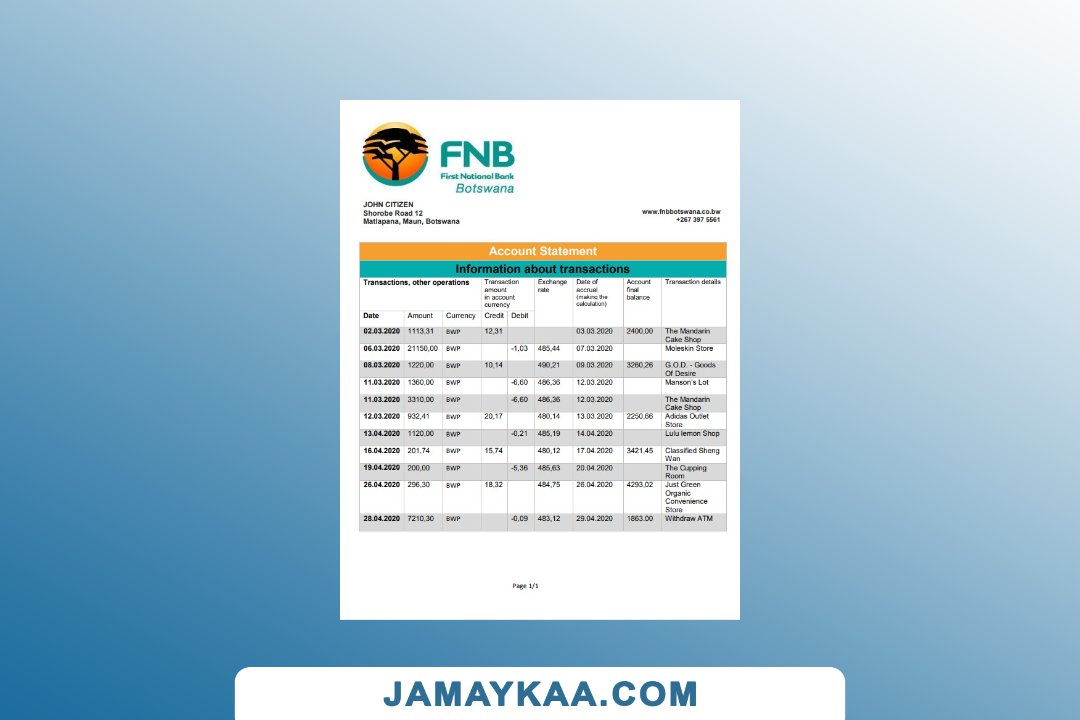 FNB
First National Bank
Botswana
JOHN CITIZEN
Shorobe Road 12
Matlapana, Maun, Botswana
www.fnbbotswana.co.bw
+267 397 5561
Account Statement
Information about transactions
Transactions, other operations Transaction amount in account currency Exchange rate Date of accrual (making the calculation) Account final balance Transaction details
Date Amount Currency Credit Debit
02.03.2020 1113,31 BWP 12,31 03.03.2020 2400,00 The Mandarin Cake Shop
06.03.2020 21150,00 BWP -1,03 485,44 07.03.2020 Moleskin Store
08.03.2020 1220,00 BWP 10,14 490,21 09.03.2020 3260,26 G.O.D. - Goods Of Desire
11.03.2020 1360,00 BWP -6,60 486,36 12.03.2020 Manson's Lot
11.03.2020 3310,00 BWP -6,60 486,36 12.03.2020 The Mandarin Cake Shop
12.03.2020 932,41 BWP 20,17 480,14 13.03.2020 2250,66 Adidas Outlet Store
13.04.2020 1120,00 BWP -0,21 485,19 14.04.2020 Lulu lemon Shop
16.04.2020 201,74 BWP 15,74 480,12 17.04.2020 3421,45 Classified Sheng Wan
19.04.2020 200,00 BWP -5,36 485,63 20.04.2020 The Cupping Room
26.04.2020 296,30 BWP 18,32 484,75 26.04.2020 4293,02 Just Green Organic Convenience Store
28.04.2020 7210,30 BWP -0,09 483,12 29.04.2020 1863.00 Withdraw ATM
Page 1/1
JAMAYKAA.COM